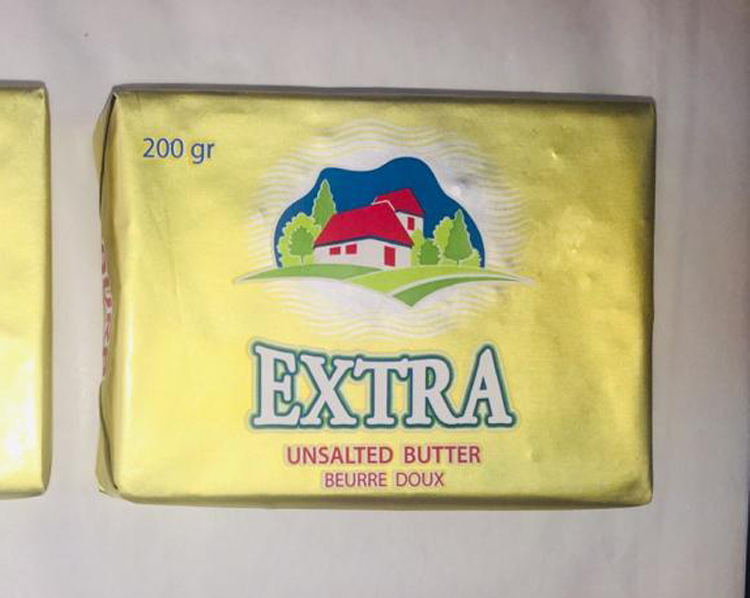 200 gr
EXTRA
UNSALTED BUTTER
BEURRE DOUX